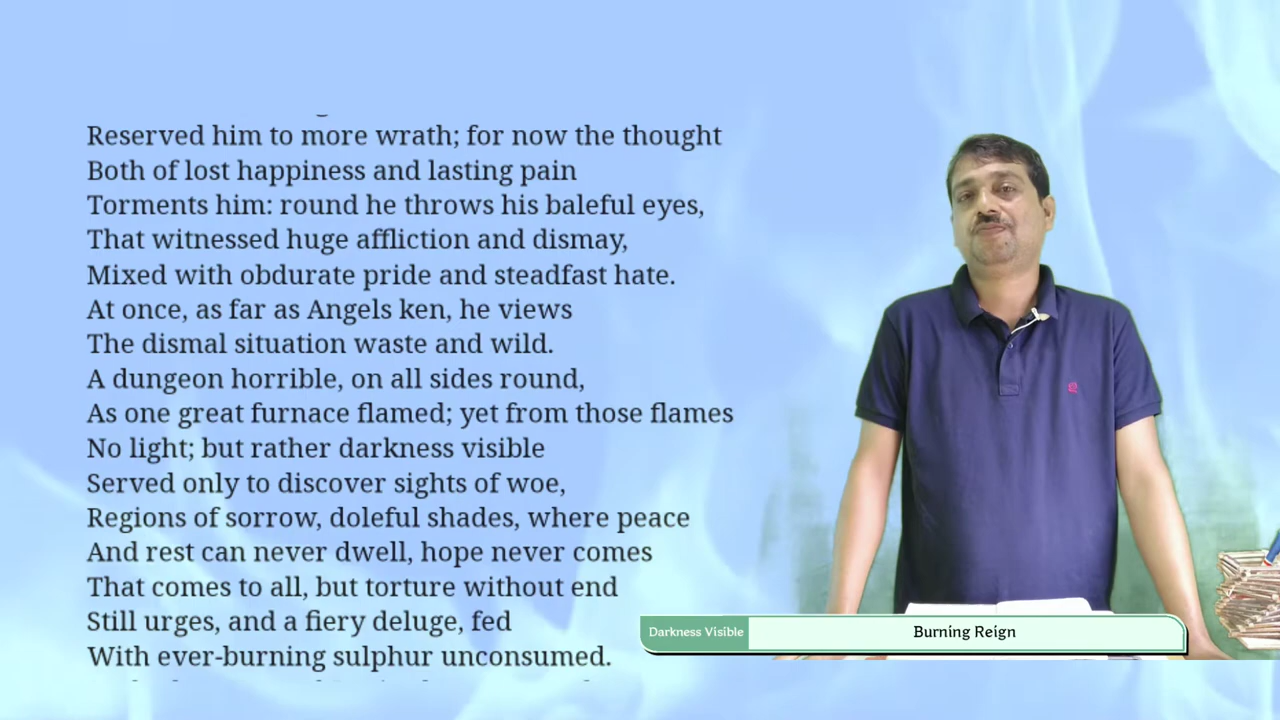 Reserved him to more wrath; for now the thought
Both of lost happiness and lasting pain
Torments him: round he throws his baleful eyes,
That witnessed huge affliction and dismay,
Mixed with obdurate pride and steadfast hate.
At once, as far as Angels ken, he views
The dismal situation waste and wild.
A dungeon horrible, on all sides round,
As one great furnace flamed; yet from those flames
No light; but rather darkness visible
Served only to discover sights of woe,
Regions of sorrow, doleful shades, where peace
And rest can never dwell, hope never comes
That comes to all, but torture without end
Still urges, and a fiery deluge, fed
With ever-burning sulphur unconsumed.
Darkness Visible
Burning Reign